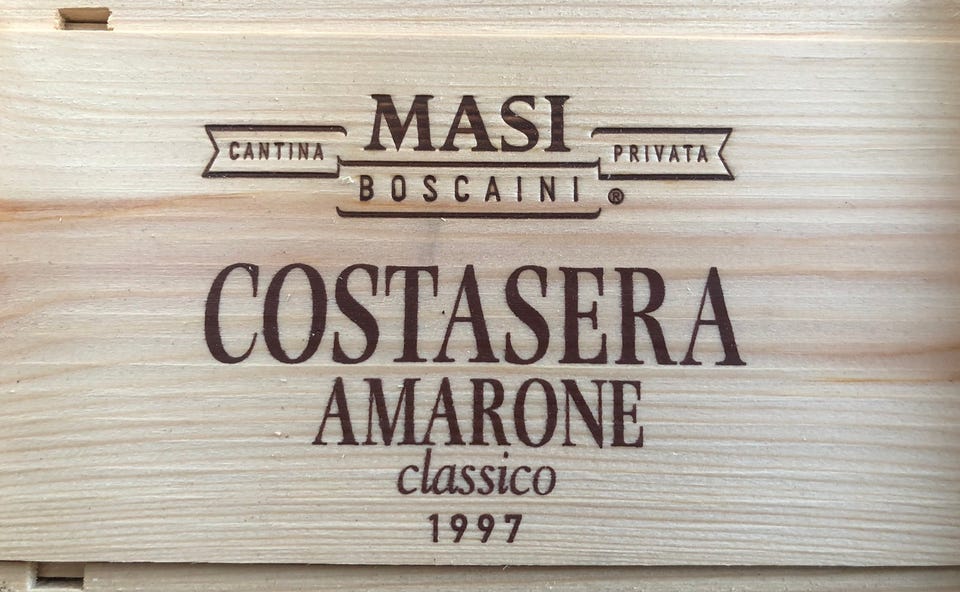 MASI
CANTINA PRIVATA
BOSCAINI ®
COSTASERA
AMARONE
classico
1997